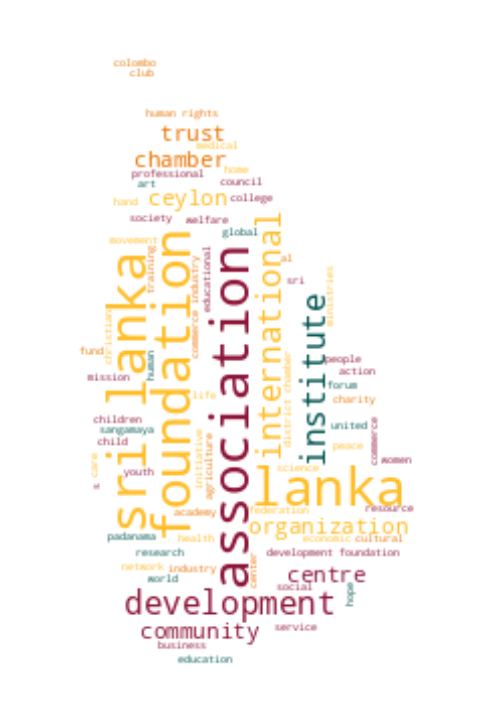 colombo
club
human rights
trust
medical
chamber
home
professional
council
art
hand
ceylon
college
society
welfare
global
movement
training
commerce industry
educational
international
al
sri
ministries
sri lanka
foundation
association
institute
christian
human
fund
mission
life
district chamber
people
action
forum
charity
children
sangamaya
child
united
commerce
peace
women
care
s
youth
initiative
agriculture
science
lanka
resource
academy
federation
organization
padanama
health
economic
cultural
research
development foundation
network
industry
world
center
centre
social
hope
development
community
service
business
education